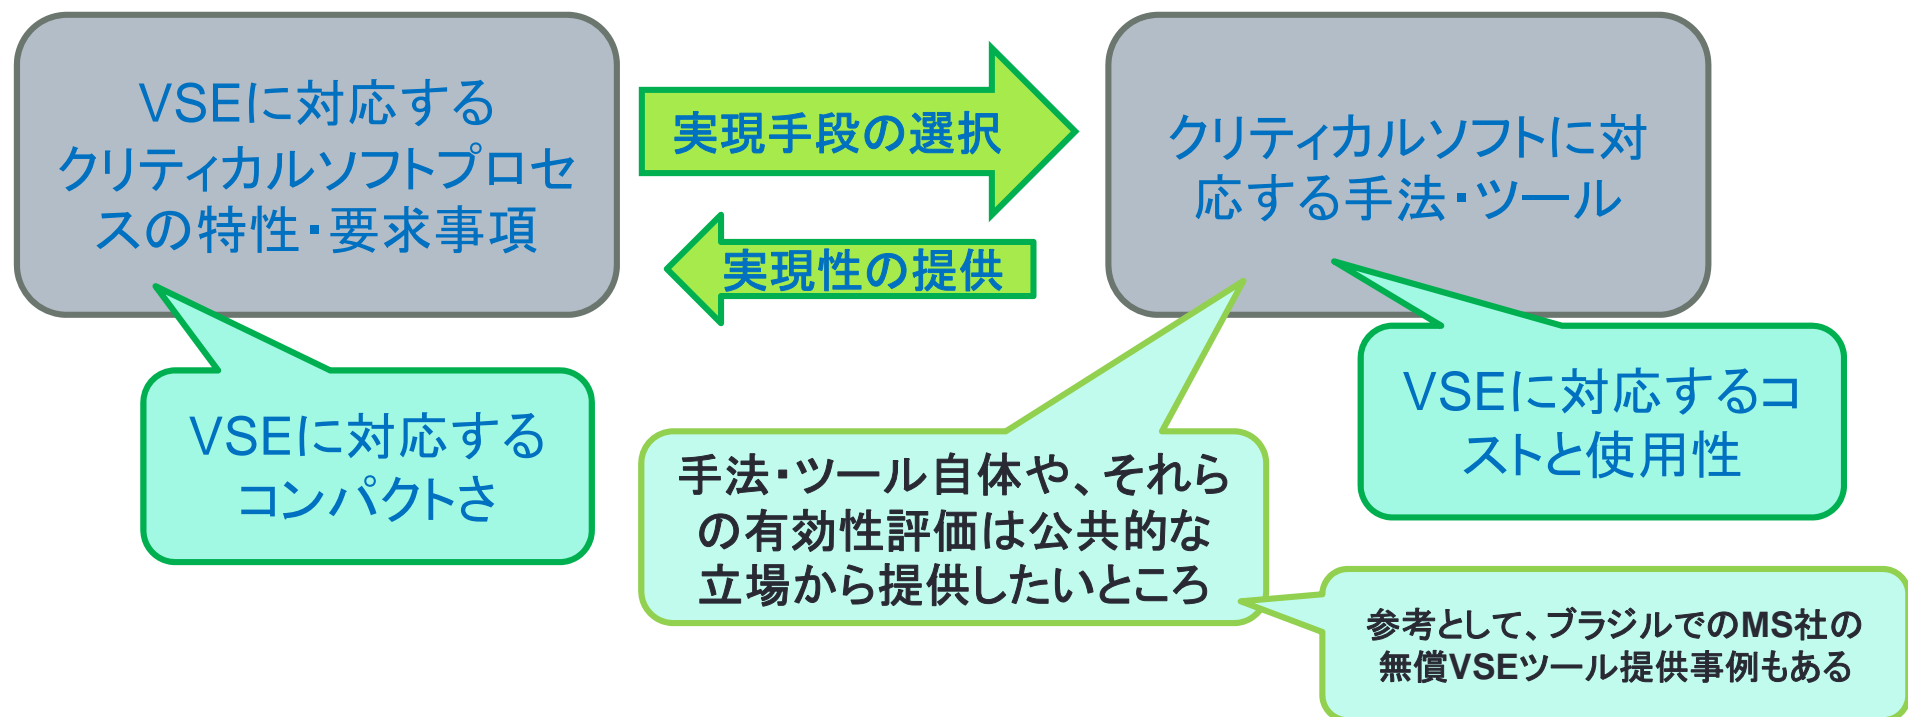 VSEに対応する
クリティカルソフトプロセ
スの特性・要求事項
実現手段の選択
実現性の提供
クリティカルソフトに対
応する手法・ツール
VSEに対応する
コンパクトさ
手法・ツール自体や、それら
の有効性評価は公共的な
立場から提供したいところ
VSEに対応するコ
ストと使用性
参考として、ブラジルでのMS社の
無償VSEツール提供事例もある